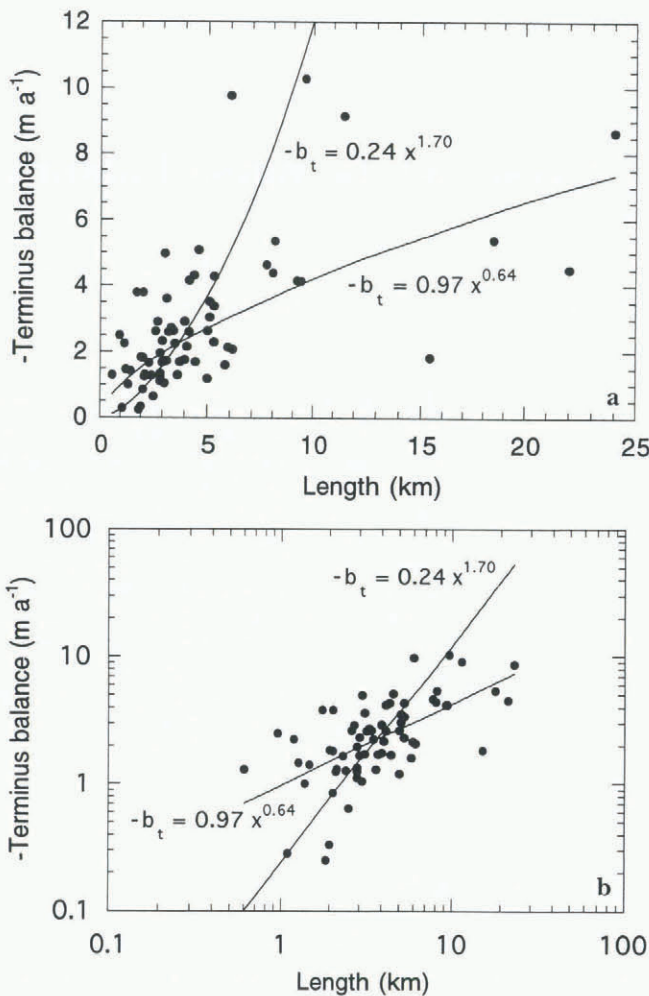 12
10
8
6
4
2
0
-Terminus balance (m a-1)
-b_t = 0.24 x^1.70
-b_t = 0.97 x^0.64
a
0 5 10 15 20 25
Length (km)
100
10
1
0.1
-Terminus balance (m a-1)
-b_t = 0.24 x^1.70
-b_t = 0.97 x^0.64
b
0.1 1 10 100
Length (km)